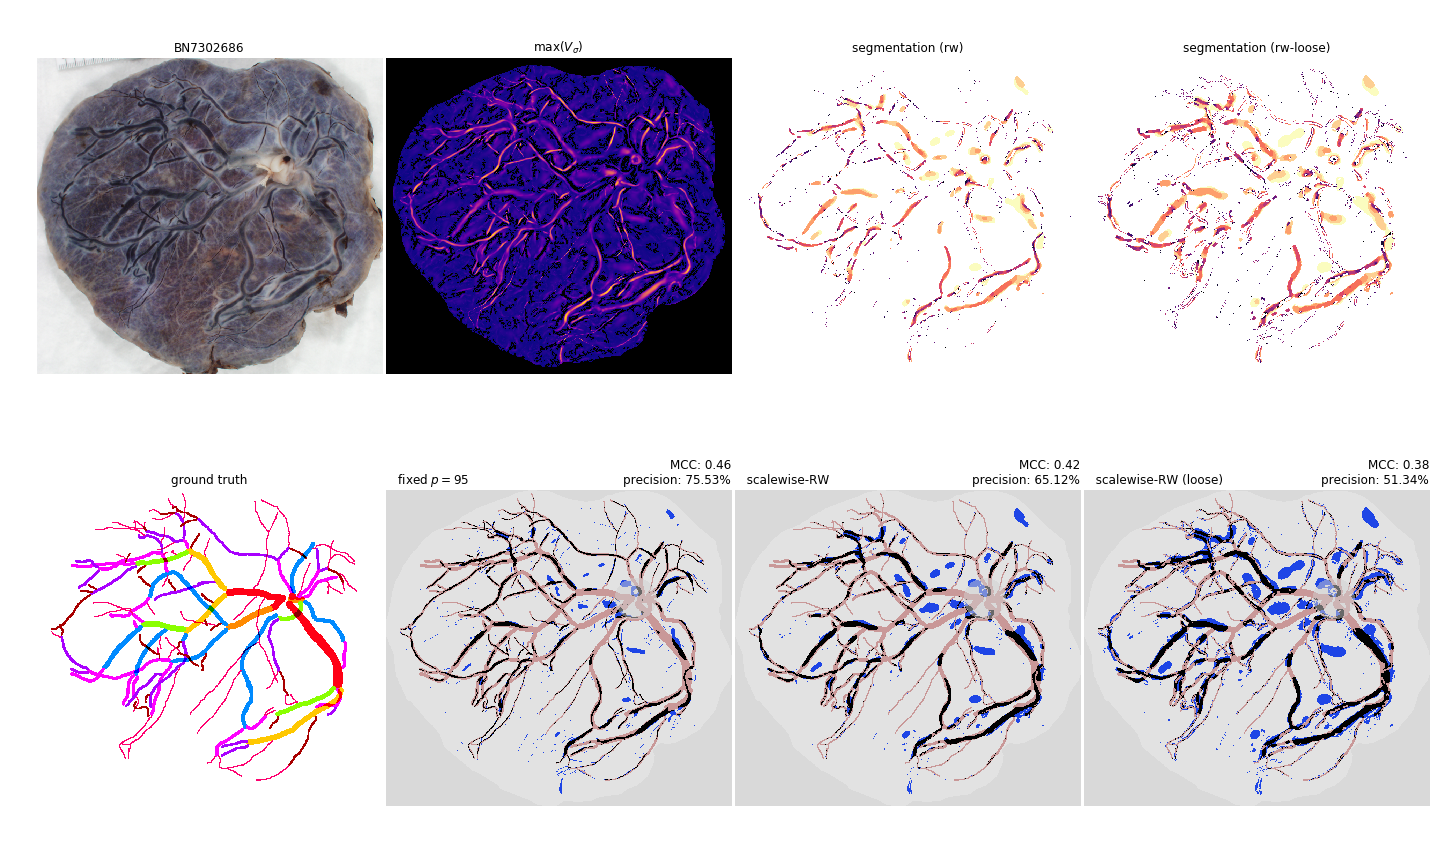 BN7302686
max(Vσ)
segmentation (rw)
segmentation (rw-loose)
ground truth
fixed p = 95
MCC: 0.46
precision: 75.53%
scalewise-RW
MCC: 0.42
precision: 65.12%
scalewise-RW (loose)
MCC: 0.38
precision: 51.34%